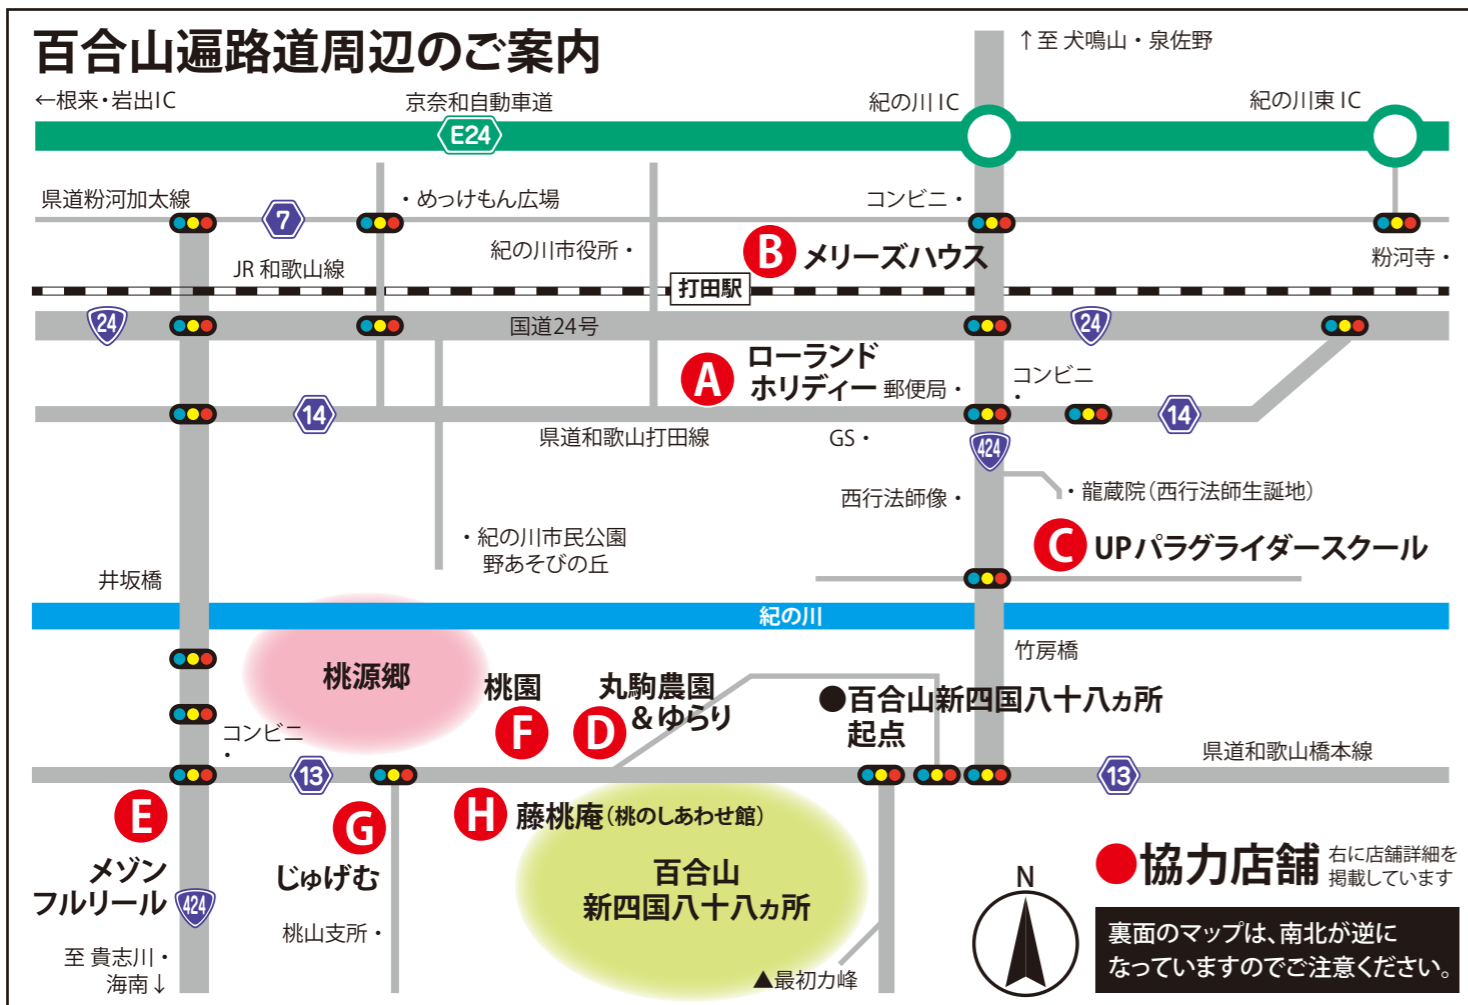 百合山遍路道周辺のご案内
↑至 犬鳴山・泉佐野
←根来・岩出IC
京奈和自動車道
紀の川 IC
紀の川東 IC
E24
県道粉河加太線
7
・めっけもん広場
コンビニ・
紀の川市役所・
B メリーズハウス
粉河寺・
JR 和歌山線
打田駅
24
国道24号
24
A ローランド
ホリディー
郵便局・
コンビニ
・
14
14
県道和歌山打田線
GS・
424
西行法師像・
・龍蔵院(西行法師生誕地)
・紀の川市民公園
野あそびの丘
C UPパラグライダースクール
井坂橋
紀の川
竹房橋
桃源郷
桃園
F
丸駒農園
&ゆらり
D
●百合山新四国八十八ヵ所
起点
コンビニ
・
県道和歌山橋本線
13
13
E
メゾン
フルリール
G
じゅげむ
H 藤桃庵(桃のしあわせ館)
百合山
新四国八十八ヵ所
424
桃山支所・
至 貴志川・
海南↓
▲最初カ峰
N
●協力店舗
右に店舗詳細を
掲載しています
裏面のマップは、南北が逆に
なっていますのでご注意ください。